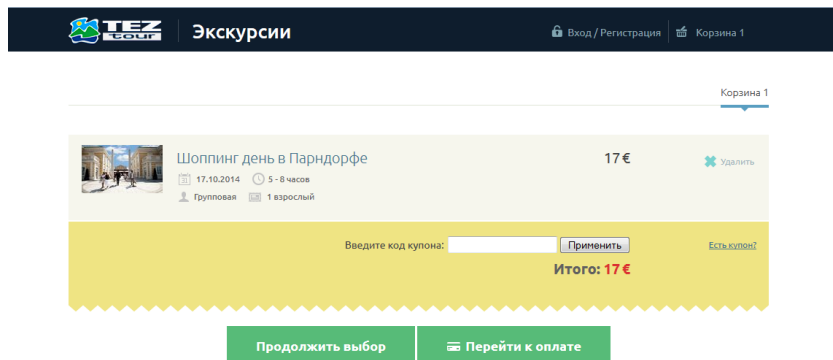 TEZ TOUR Экскурсии Вход / Регистрация Корзина 1
Корзина 1
Шоппинг день в Парндорфе 17 € Удалить
31 17.10.2014 5 - 8 часов
Групповая 1 взрослый
Введите код купона: Применить Есть купон?
Итого: 17 €
Продолжить выбор Перейти к оплате